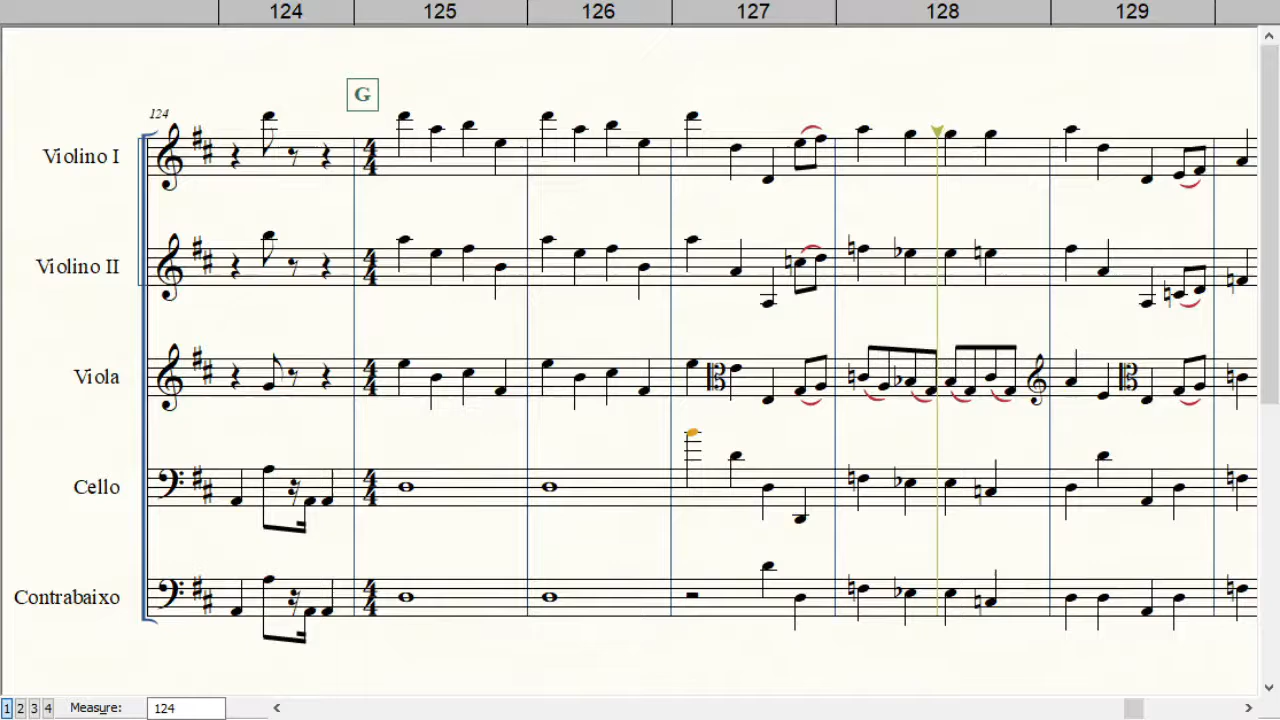 124 125 126 127 128 129
G
124
Violino I
Violino II
Viola
Cello
Contrabaixo
1 2 3 4 Measure: 124